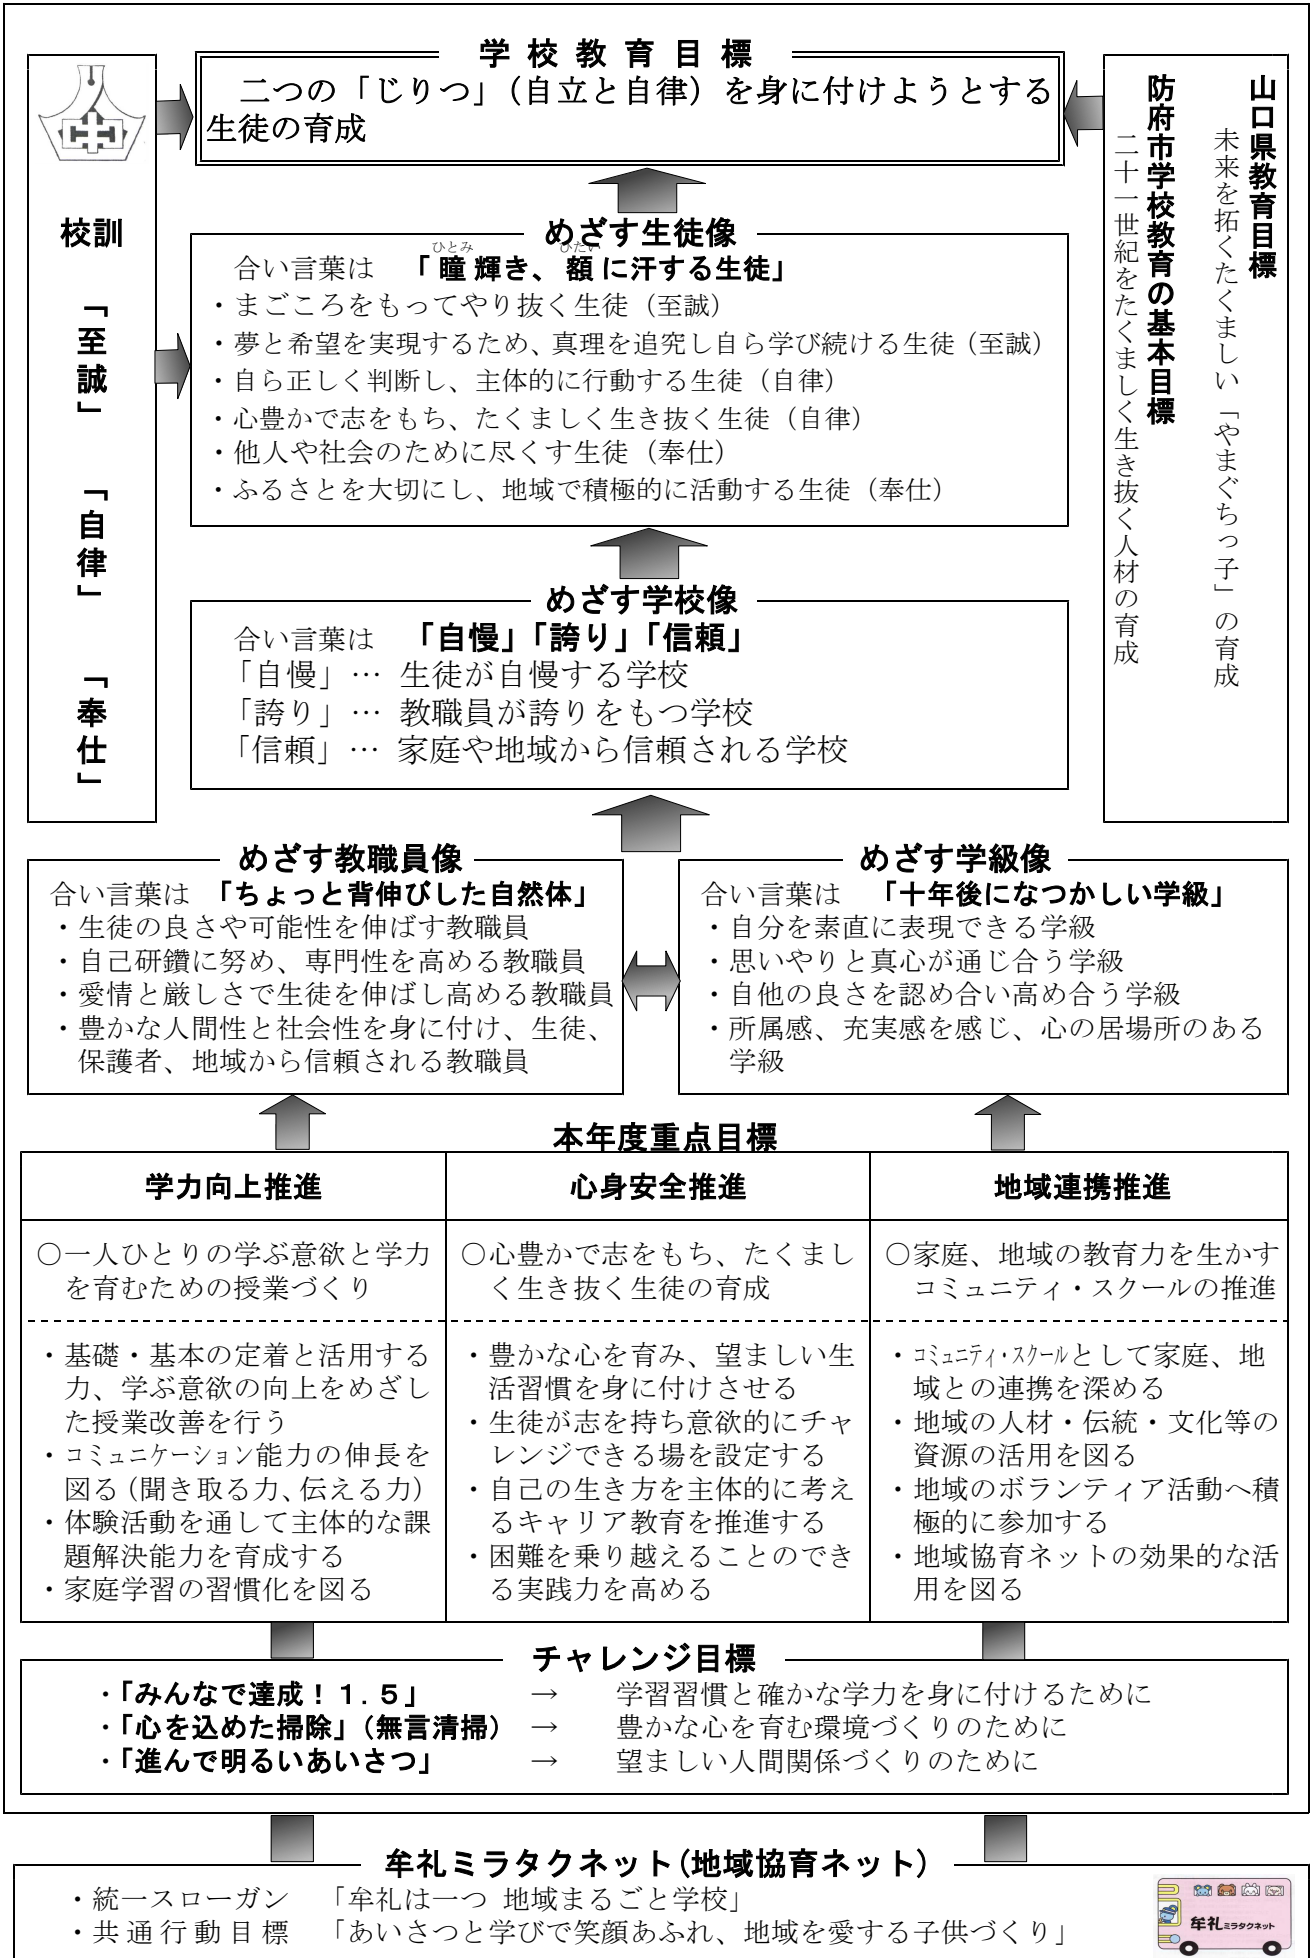 学校教育目標
二つの「じりつ」（自立と自律）を身に付けようとする
生徒の育成
校訓
「至誠」
「自律」
「奉仕」
山口県教育目標
未来を拓くたくましい「やまぐちっ子」の育成
防府市学校教育の基本目標
二十一世紀をたくましく生き抜く人材の育成
めざす生徒像
ひとみ ひたい
合い言葉は 「瞳輝き、額に汗する生徒」
・まごころをもってやり抜く生徒（至誠）
・夢と希望を実現するため、真理を追究し自ら学び続ける生徒（至誠）
・自ら正しく判断し、主体的に行動する生徒（自律）
・心豊かで志をもち、たくましく生き抜く生徒（自律）
・他人や社会のために尽くす生徒（奉仕）
・ふるさとを大切にし、地域で積極的に活動する生徒（奉仕）
めざす学校像
合い言葉は 「自慢」「誇り」「信頼」
「自慢」… 生徒が自慢する学校
「誇り」… 教職員が誇りをもつ学校
「信頼」… 家庭や地域から信頼される学校
めざす教職員像
合い言葉は 「ちょっと背伸びした自然体」
・生徒の良さや可能性を伸ばす教職員
・自己研鑽に努め、専門性を高める教職員
・愛情と厳しさで生徒を伸ばし高める教職員
・豊かな人間性と社会性を身に付け、生徒、
保護者、地域から信頼される教職員
めざす学級像
合い言葉は 「十年後になつかしい学級」
・自分を素直に表現できる学級
・思いやりと真心が通じ合う学級
・自他の良さを認め合い高め合う学級
・所属感、充実感を感じ、心の居場所のある
学級
本年度重点目標
学力向上推進
○一人ひとりの学ぶ意欲と学力
を育むための授業づくり
・基礎・基本の定着と活用する
力、学ぶ意欲の向上をめざし
た授業改善を行う
・コミュニケーション能力の伸長を
図る（聞き取る力、伝える力）
・体験活動を通して主体的な課
題解決能力を育成する
・家庭学習の習慣化を図る
心身安全推進
○心豊かで志をもち、たくまし
く生き抜く生徒の育成
・豊かな心を育み、望ましい生
活習慣を身に付けさせる
・生徒が志を持ち意欲的にチャ
レンジできる場を設定する
・自己の生き方を主体的に考え
るキャリア教育を推進する
・困難を乗り越えることのでき
る実践力を高める
地域連携推進
○家庭、地域の教育力を生かす
コミュニティ・スクールの推進
・コミュニティ・スクールとして家庭、地
域との連携を深める
・地域の人材・伝統・文化等の
資源の活用を図る
・地域のボランティア活動へ積
極的に参加する
・地域協育ネットの効果的な活
用を図る
チャレンジ目標
・「みんなで達成！１．５」 → 学習習慣と確かな学力を身に付けるために
・「心を込めた掃除」（無言清掃） → 豊かな心を育む環境づくりのために
・「進んで明るいあいさつ」 → 望ましい人間関係づくりのために
牟礼ミラタクネット（地域協育ネット）
・統一スローガン 「牟礼は一つ 地域まるごと学校」
・共通行動目標 「あいさつと学びで笑顔あふれ、地域を愛する子供づくり」
牟礼ミラタクネット